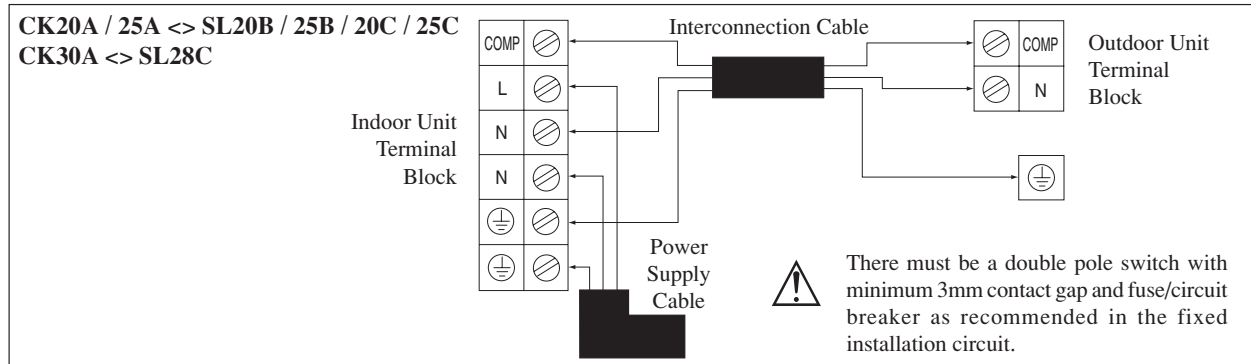 CK20A / 25A <> SL20B / 25B / 20C / 25C
CK30A <> SL28C
Indoor Unit
Terminal
Block
COMP
L
N
N
Interconnection Cable
Power
Supply
Cable
COMP
N
Outdoor Unit
Terminal
Block
There must be a double pole switch with
minimum 3mm contact gap and fuse/circuit
breaker as recommended in the fixed
installation circuit.